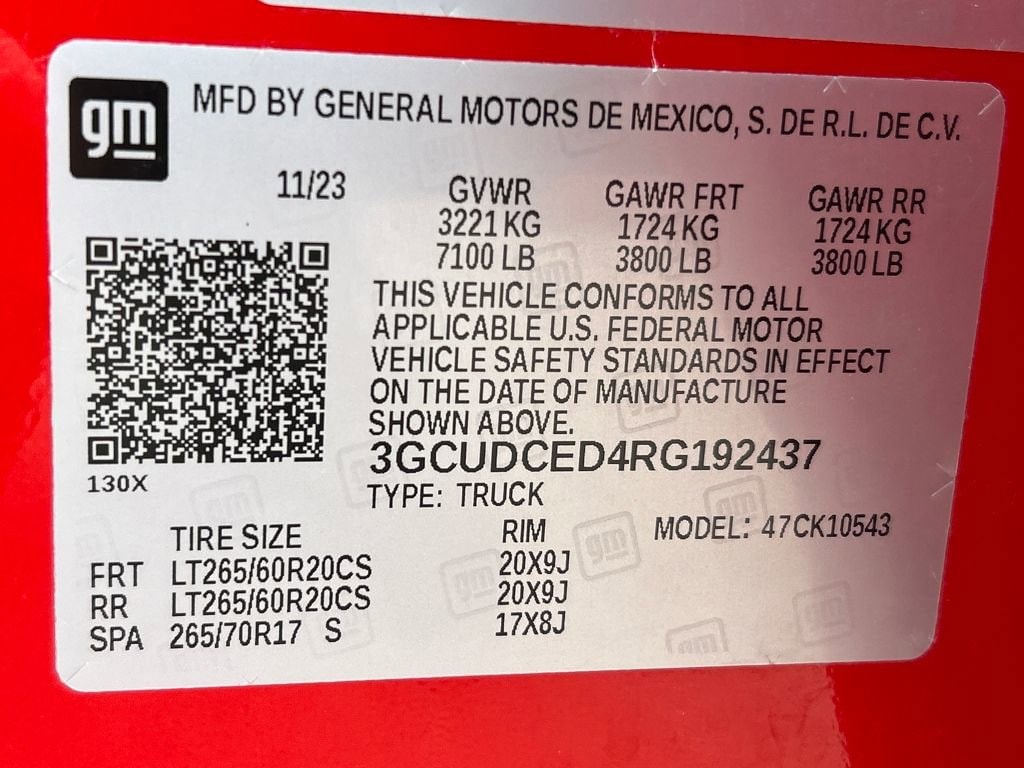 gm
MFD BY GENERAL MOTORS DE MEXICO, S. DE R.L. DE C.V.
11/23 GVWR GAWR FRT GAWR RR
3221 KG 1724 KG 1724 KG
7100 LB 3800 LB 3800 LB
THIS VEHICLE CONFORMS TO ALL
APPLICABLE U.S. FEDERAL MOTOR
VEHICLE SAFETY STANDARDS IN EFFECT
ON THE DATE OF MANUFACTURE
SHOWN ABOVE.
3GCUDCED4RG192437
130X
TYPE: TRUCK
TIRE SIZE RIM MODEL: 47CK10543
FRT LT265/60R20CS 20X9J
RR LT265/60R20CS 20X9J
SPA 265/70R17 S 17X8J